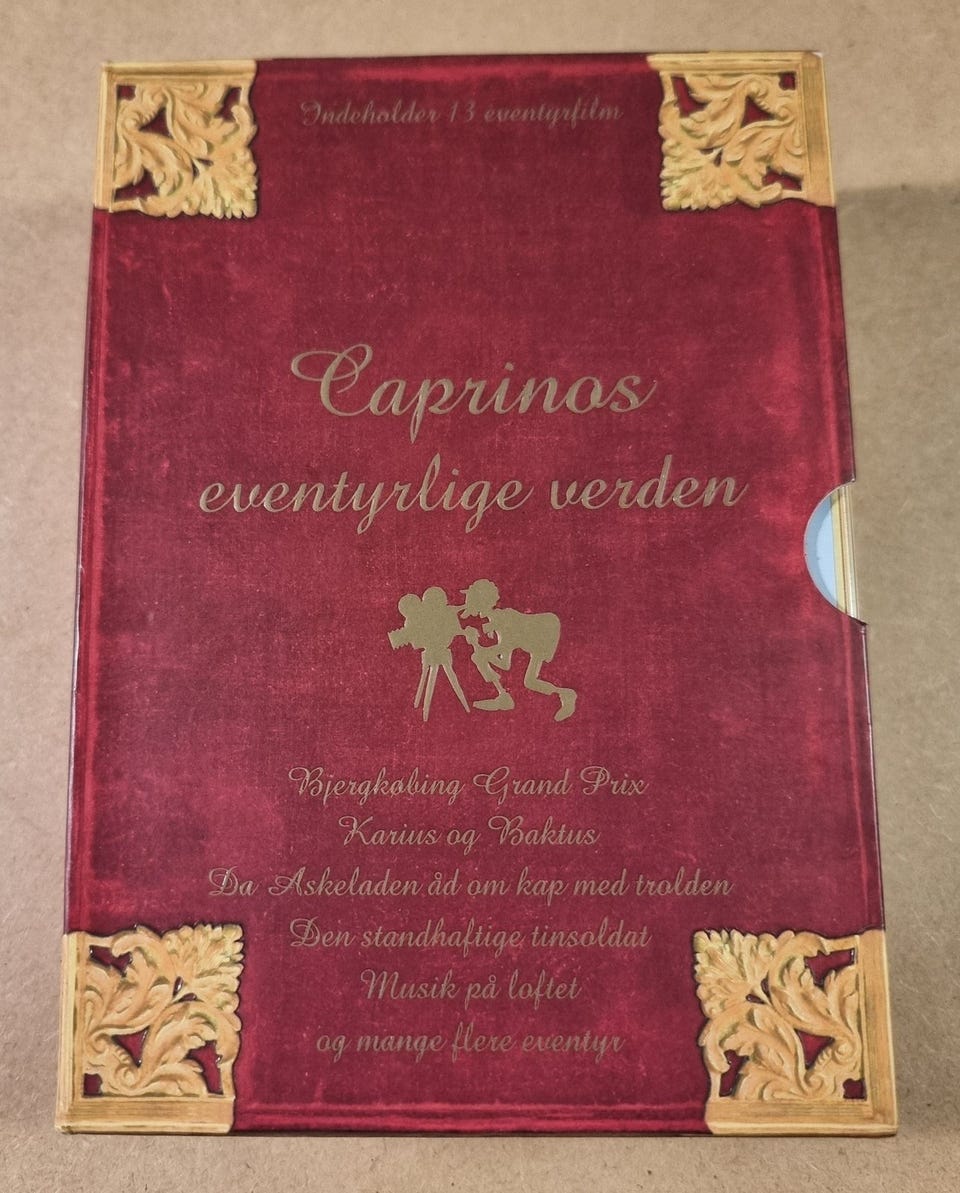 Indeholder 13 eventyrfilm
Caprinos
eventyrlige verden
Bjergkøbing Grand Prix
Karius og Baktus
Da Askeladen åd om kap med trolden
Den standhaftige tinsoldat
Musik på loftet
og mange flere eventyr